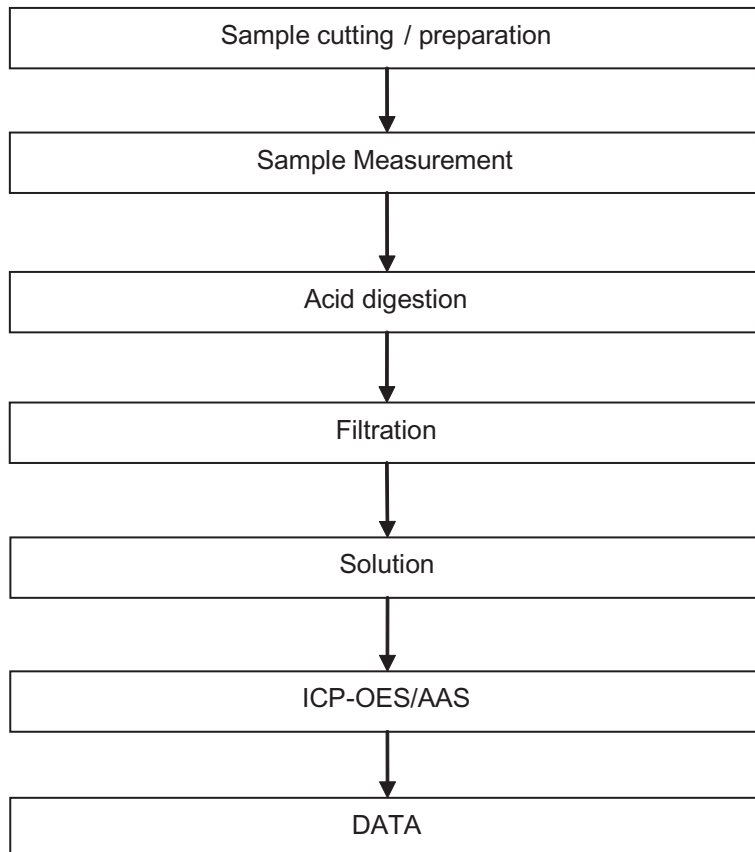 Sample cutting / preparation
Sample Measurement
Acid digestion
Filtration
Solution
ICP-OES/AAS
DATA